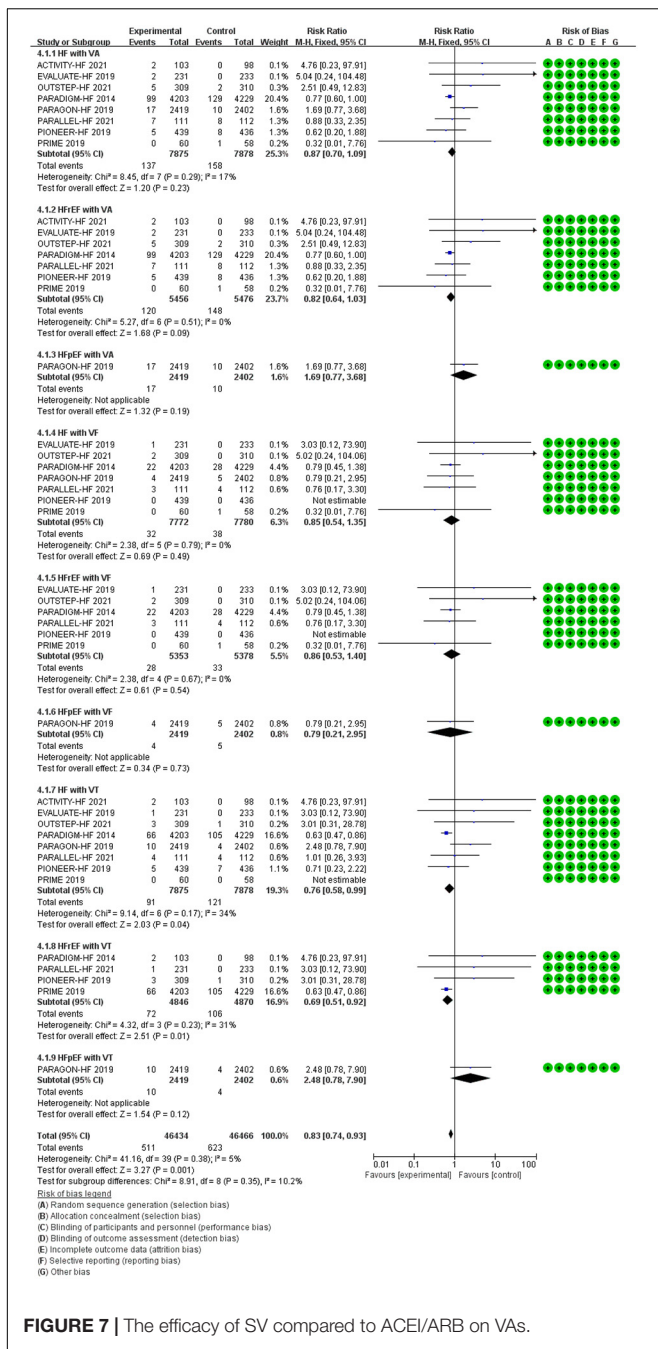 Experimental Control Risk Ratio Risk Ratio Risk of Bias
Study or Subgroup Events Total Events Total Weight M-H, Fixed, 95% CI M-H, Fixed, 95% CI A B C D E F G
4.1.1 HF with VA
ACTIVITY-HF 2021 2 103 0 98 0.1% 4.76 [0.23, 97.91]
EVALUATE-HF 2019 2 231 0 233 0.1% 5.04 [0.24, 104.48]
OUTSTEP-HF 2021 5 309 2 310 0.3% 2.51 [0.49, 12.83]
PARADIGM-HF 2014 99 4203 129 4229 20.4% 0.77 [0.60, 1.00]
PARAGON-HF 2019 17 2419 10 2402 1.6% 1.69 [0.77, 3.68]
PARALLEL-HF 2021 7 111 8 112 1.3% 0.88 [0.33, 2.35]
PIONEER-HF 2019 5 439 8 436 1.3% 0.62 [0.20, 1.88]
PRIME 2019 0 60 1 58 0.2% 0.32 [0.01, 7.76]
Subtotal (95% CI) 7875 7878 25.3% 0.87 [0.70, 1.09]
Total events 137 158
Heterogeneity: Chi² = 8.45, df = 7 (P = 0.29); I² = 17%
Test for overall effect: Z = 1.20 (P = 0.23)
4.1.2 HFrEF with VA
ACTIVITY-HF 2021 2 103 0 98 0.1% 4.76 [0.23, 97.91]
EVALUATE-HF 2019 2 231 0 233 0.1% 5.04 [0.24, 104.48]
OUTSTEP-HF 2021 5 309 2 310 0.3% 2.51 [0.49, 12.83]
PARADIGM-HF 2014 99 4203 129 4229 20.4% 0.77 [0.60, 1.00]
PARALLEL-HF 2021 7 111 8 112 1.3% 0.88 [0.33, 2.35]
PIONEER-HF 2019 5 439 8 436 1.3% 0.62 [0.20, 1.88]
PRIME 2019 0 60 1 58 0.2% 0.32 [0.01, 7.76]
Subtotal (95% CI) 5456 5476 23.7% 0.82 [0.64, 1.03]
Total events 120 148
Heterogeneity: Chi² = 5.27, df = 6 (P = 0.51); I² = 0%
Test for overall effect: Z = 1.68 (P = 0.09)
4.1.3 HFpEF with VA
PARAGON-HF 2019 17 2419 10 2402 1.6% 1.69 [0.77, 3.68]
Subtotal (95% CI) 2419 2402 1.6% 1.69 [0.77, 3.68]
Total events 17 10
Heterogeneity: Not applicable
Test for overall effect: Z = 1.32 (P = 0.19)
4.1.4 HF with VF
EVALUATE-HF 2019 1 231 0 233 0.1% 3.03 [0.12, 73.90]
OUTSTEP-HF 2021 2 309 0 310 0.1% 5.02 [0.24, 104.06]
PARADIGM-HF 2014 22 4203 28 4229 4.4% 0.79 [0.45, 1.38]
PARAGON-HF 2019 4 2419 5 2402 0.8% 0.79 [0.21, 2.95]
PARALLEL-HF 2021 3 111 4 112 0.6% 0.76 [0.17, 3.30]
PIONEER-HF 2019 0 439 0 436 Not estimable
PRIME 2019 0 60 1 58 0.2% 0.32 [0.01, 7.76]
Subtotal (95% CI) 7772 7780 6.3% 0.85 [0.54, 1.35]
Total events 32 38
Heterogeneity: Chi² = 2.38, df = 5 (P = 0.79); I² = 0%
Test for overall effect: Z = 0.69 (P = 0.49)
4.1.5 HFrEF with VF
EVALUATE-HF 2019 1 231 0 233 0.1% 3.03 [0.12, 73.90]
OUTSTEP-HF 2021 2 309 0 310 0.1% 5.02 [0.24, 104.06]
PARADIGM-HF 2014 22 4203 28 4229 4.4% 0.79 [0.45, 1.38]
PARALLEL-HF 2021 3 111 4 112 0.6% 0.76 [0.17, 3.30]
PIONEER-HF 2019 0 439 0 436 Not estimable
PRIME 2019 0 60 1 58 0.2% 0.32 [0.01, 7.76]
Subtotal (95% CI) 5353 5378 5.5% 0.86 [0.53, 1.40]
Total events 28 33
Heterogeneity: Chi² = 2.38, df = 4 (P = 0.67); I² = 0%
Test for overall effect: Z = 0.61 (P = 0.54)
4.1.6 HFpEF with VF
PARAGON-HF 2019 4 2419 5 2402 0.8% 0.79 [0.21, 2.95]
Subtotal (95% CI) 2419 2402 0.8% 0.79 [0.21, 2.95]
Total events 4 5
Heterogeneity: Not applicable
Test for overall effect: Z = 0.34 (P = 0.73)
4.1.7 HF with VT
ACTIVITY-HF 2021 2 103 0 98 0.1% 4.76 [0.23, 97.91]
EVALUATE-HF 2019 1 231 0 233 0.1% 3.03 [0.12, 73.90]
OUTSTEP-HF 2021 3 309 1 310 0.2% 3.01 [0.31, 28.78]
PARADIGM-HF 2014 66 4203 105 4229 16.6% 0.63 [0.47, 0.86]
PARAGON-HF 2019 10 2419 4 2402 0.6% 2.48 [0.78, 7.90]
PARALLEL-HF 2021 4 111 4 112 0.6% 1.01 [0.26, 3.93]
PIONEER-HF 2019 5 439 7 436 1.1% 0.71 [0.23, 2.22]
PRIME 2019 0 60 0 58 Not estimable
Subtotal (95% CI) 7875 7878 19.3% 0.76 [0.58, 0.99]
Total events 91 121
Heterogeneity: Chi² = 9.14, df = 6 (P = 0.17); I² = 34%
Test for overall effect: Z = 2.03 (P = 0.04)
4.1.8 HFrEF with VT
PARADIGM-HF 2014 2 103 0 98 0.1% 4.76 [0.23, 97.91]
PARALLEL-HF 2021 1 231 0 233 0.1% 3.03 [0.12, 73.90]
PIONEER-HF 2019 3 309 1 310 0.2% 3.01 [0.31, 28.78]
PRIME 2019 66 4203 105 4229 16.6% 0.63 [0.47, 0.86]
Subtotal (95% CI) 4846 4870 16.9% 0.69 [0.51, 0.92]
Total events 72 106
Heterogeneity: Chi² = 4.32, df = 3 (P = 0.23); I² = 31%
Test for overall effect: Z = 2.51 (P = 0.01)
4.1.9 HFpEF with VT
PARAGON-HF 2019 10 2419 4 2402 0.6% 2.48 [0.78, 7.90]
Subtotal (95% CI) 2419 2402 0.6% 2.48 [0.78, 7.90]
Total events 10 4
Heterogeneity: Not applicable
Test for overall effect: Z = 1.54 (P = 0.12)
Total (95% CI) 46434 46466 100.0% 0.83 [0.74, 0.93]
Total events 511 623
Heterogeneity: Chi² = 41.16, df = 39 (P = 0.38); I² = 5%
Test for overall effect: Z = 3.27 (P = 0.001)
Test for subgroup differences: Chi² = 8.91, df = 8 (P = 0.35), I² = 10.2%
0.01 0.1 1 10 100
Favours [experimental] Favours [control]
Risk of bias legend
(A) Random sequence generation (selection bias)
(B) Allocation concealment (selection bias)
(C) Blinding of participants and personnel (performance bias)
(D) Blinding of outcome assessment (detection bias)
(E) Incomplete outcome data (attrition bias)
(F) Selective reporting (reporting bias)
(G) Other bias
FIGURE 7 | The efficacy of SV compared to ACEI/ARB on VAs.